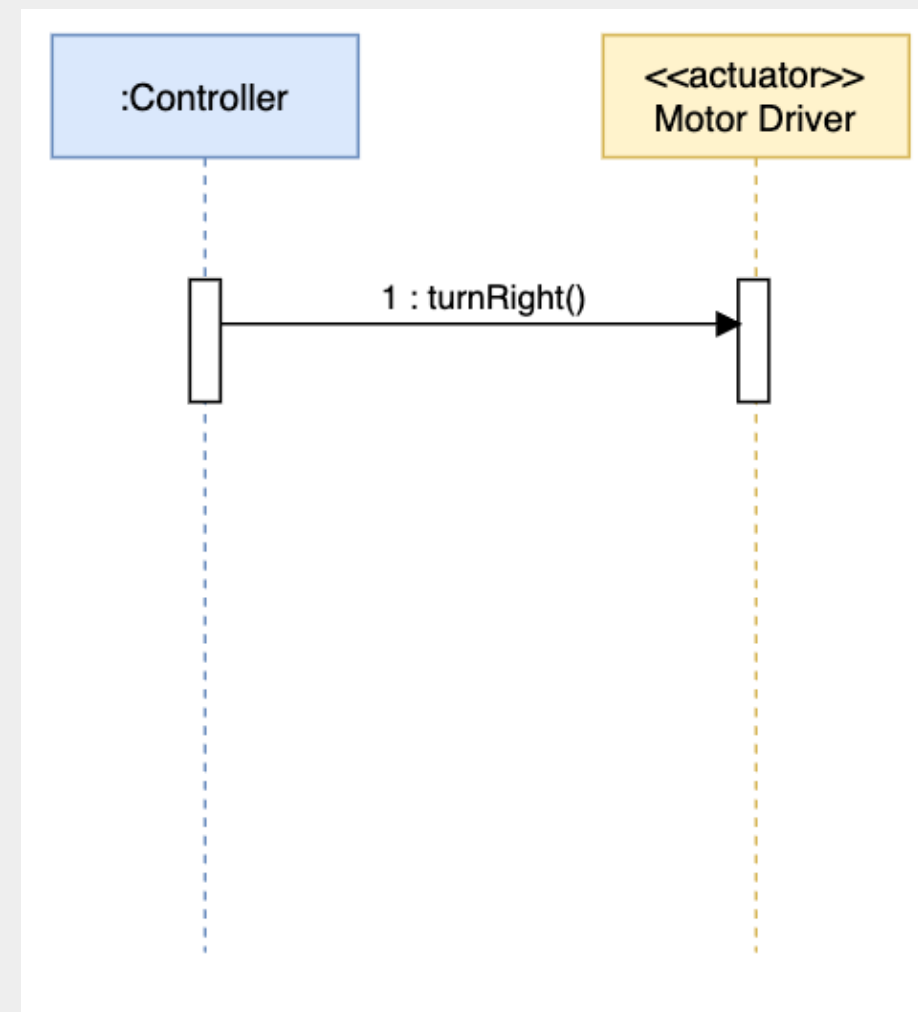 :Controller
<<actuator>>
Motor Driver
1 : turnRight()